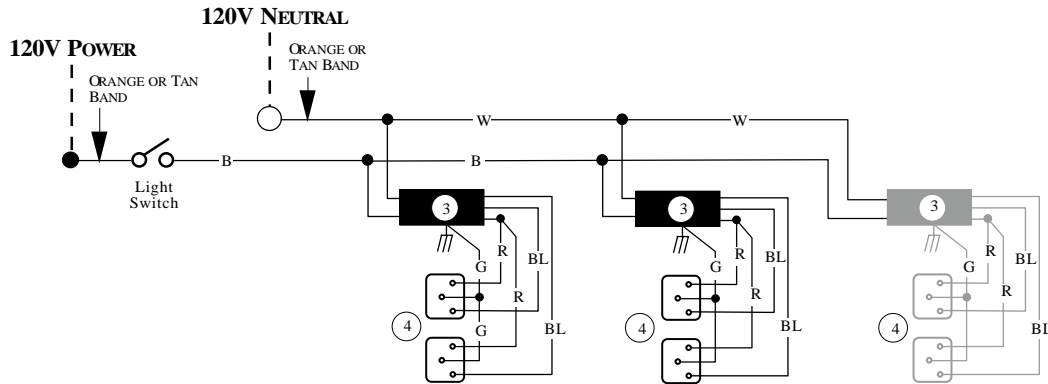 120V NEUTRAL
120V POWER
ORANGE OR
TAN BAND
ORANGE OR TAN
BAND
W
W
B
B
Light
Switch
3
3
3
R
G
BL
R
G
BL
4
R
G
BL
R
BL
4
R
G
BL
R
BL
4